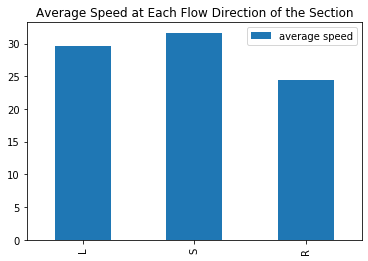 Average Speed at Each Flow Direction of the Section
average speed
30
25
20
15
10
5
0
L
S
R